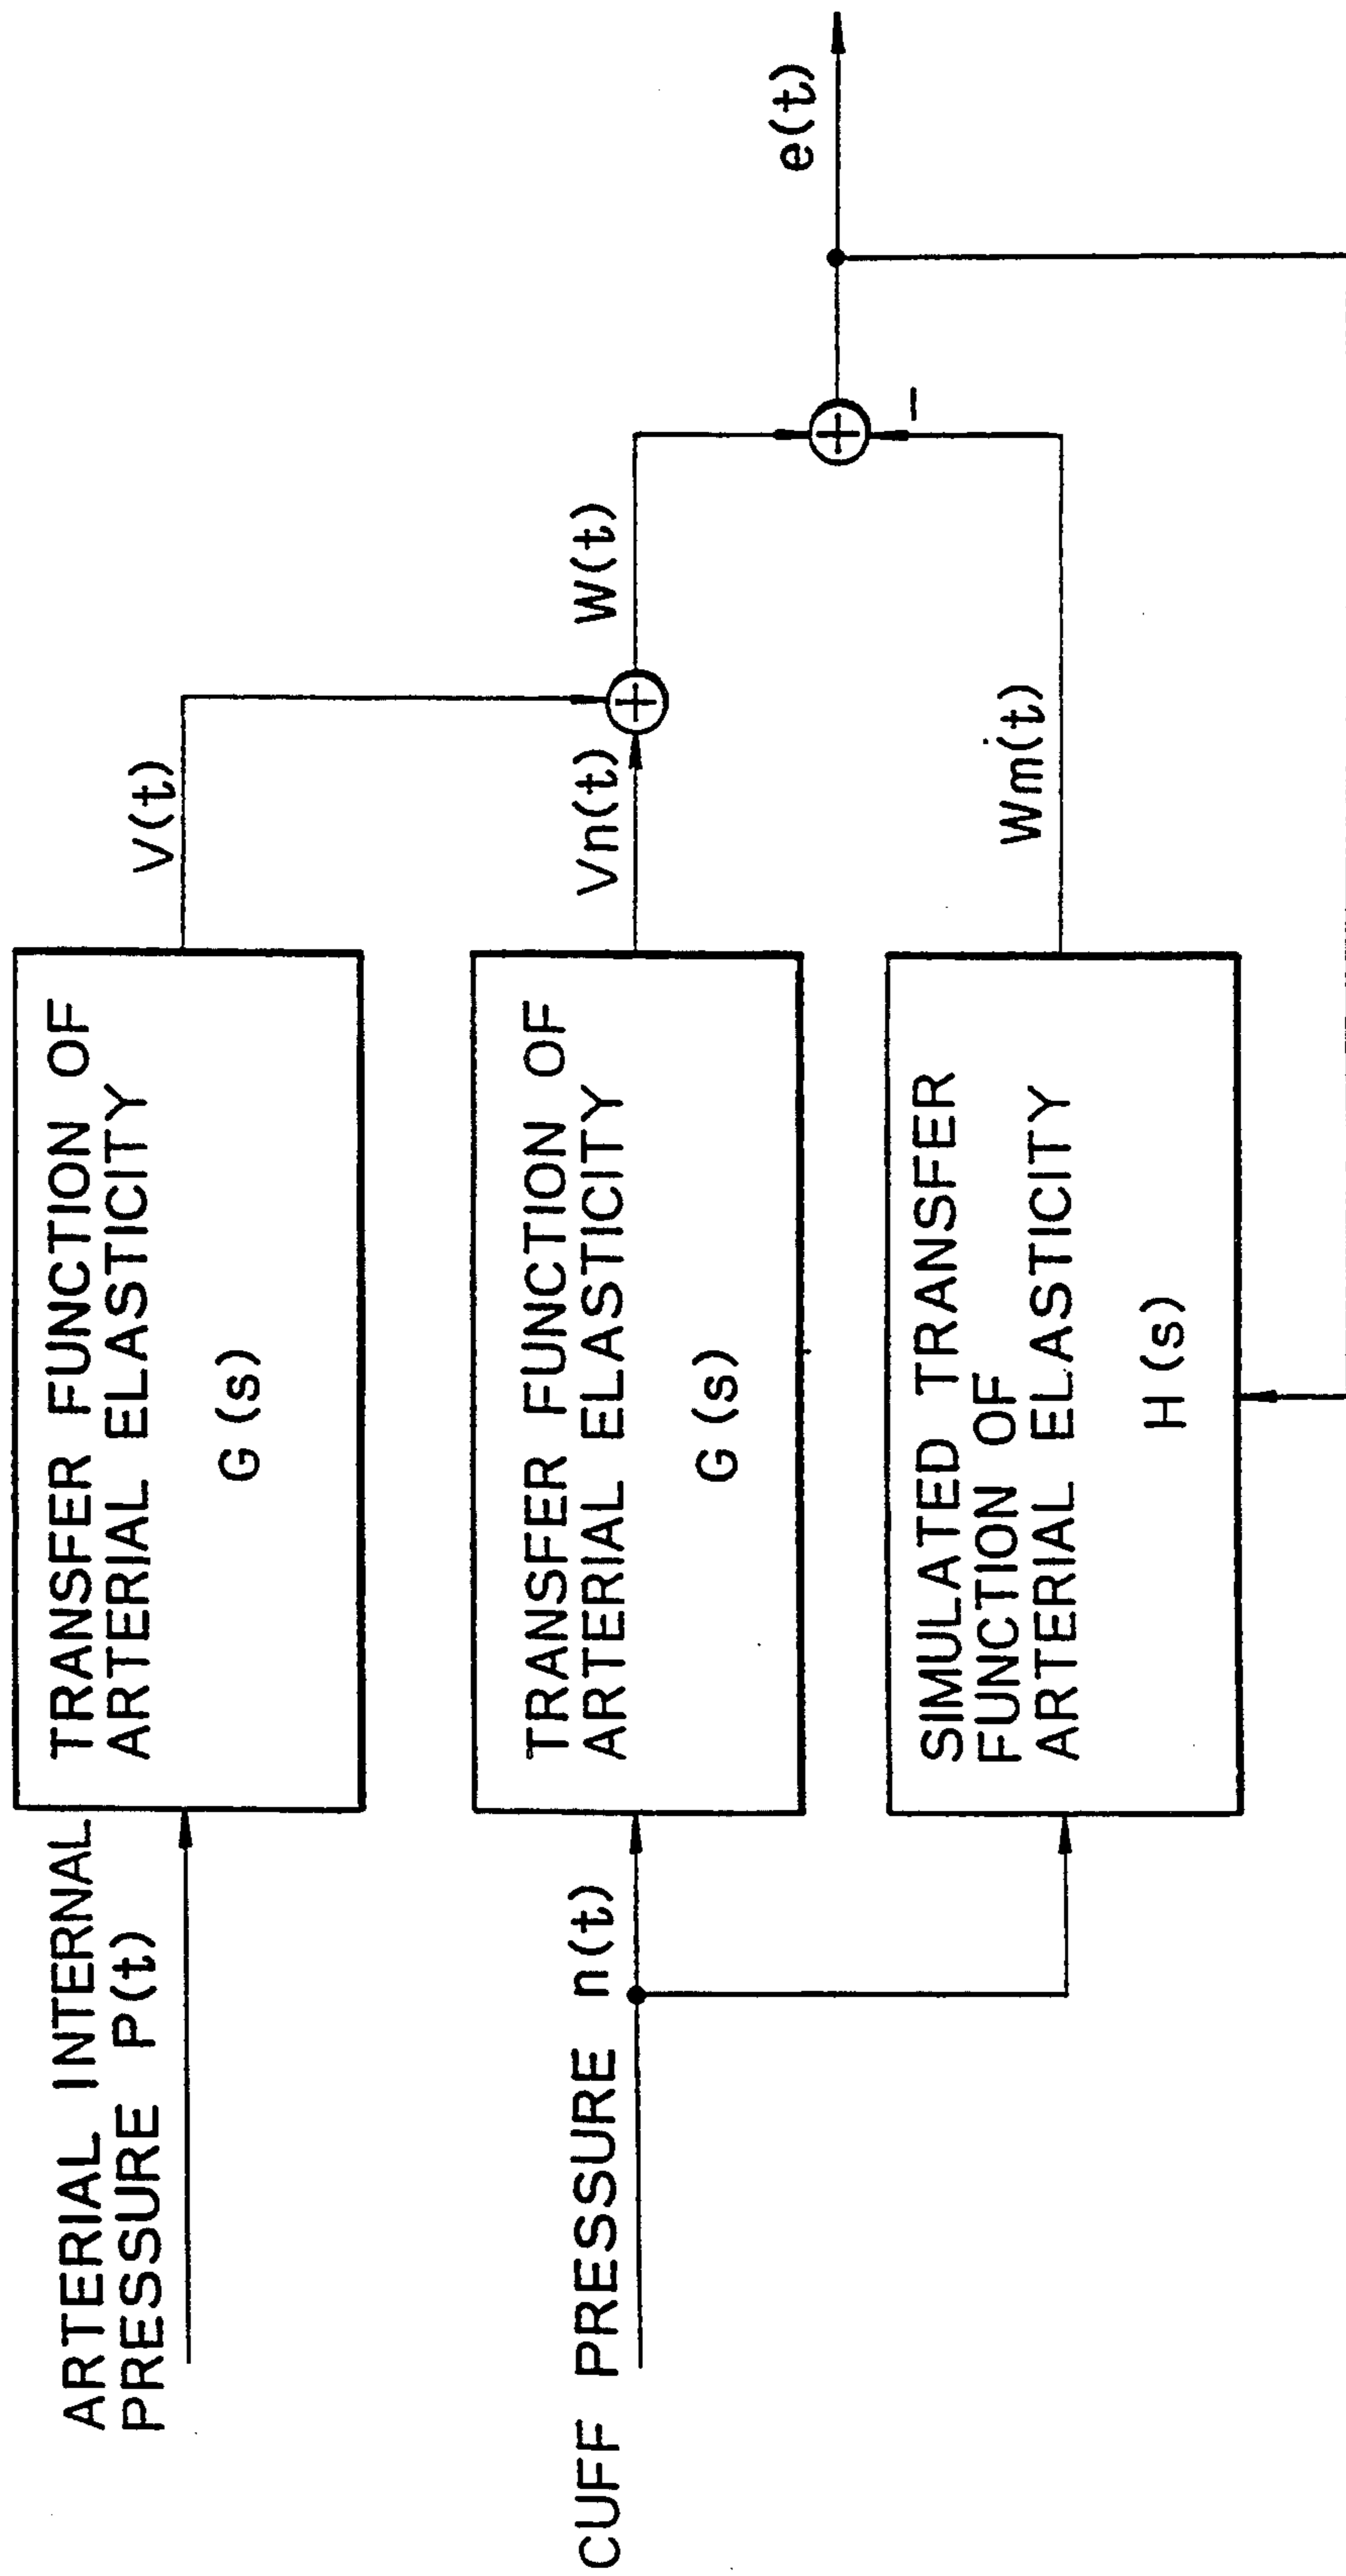 ARTERIAL INTERNAL
PRESSURE P(t)
TRANSFER FUNCTION OF
ARTERIAL ELASTICITY
G(s)
V(t)
CUFF PRESSURE n(t)
TRANSFER FUNCTION OF
ARTERIAL ELASTICITY
G(s)
Vn(t)
+
W(t)
SIMULATED TRANSFER
FUNCTION OF
ARTERIAL ELASTICITY
H(s)
Wm(t)
+
-
e(t)